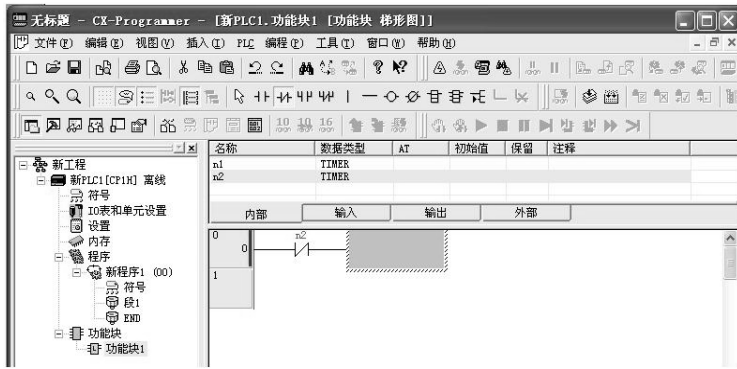 无标题 - CX-Programmer - [新PLC1.功能块1 [功能块 梯形图]]
文件(F) 编辑(E) 视图(V) 插入(I) PLC 编程(P) 工具(T) 窗口(W) 帮助(H)
10 10 16
名称 数据类型 AT 初始值 保留 注释
n1 TIMER
n2 TIMER
内部 输入 输出 外部
新工程
新PLC1[CP1H] 离线
符号
IO表和单元设置
设置
内存
程序
新程序1 (00)
符号
段1
END
功能块
功能块1
0 n2
0
1